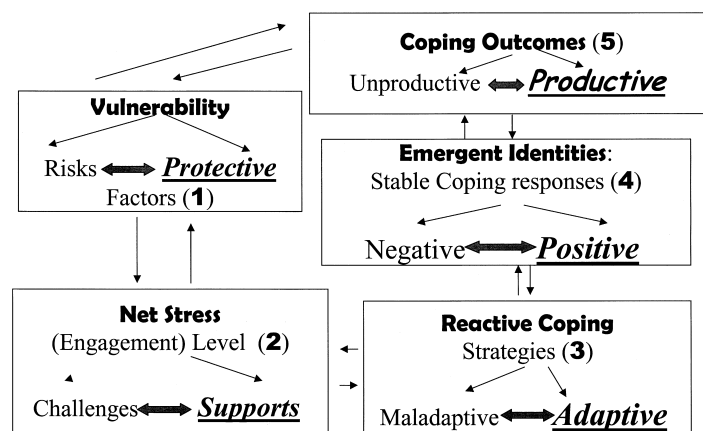 Coping Outcomes (5)
Unproductive Productive
Vulnerability
Risks Protective
Factors (1)
Emergent Identities:
Stable Coping responses (4)
Negative Positive
Net Stress
(Engagement) Level (2)
Challenges Supports
Reactive Coping
Strategies (3)
Maladaptive Adaptive